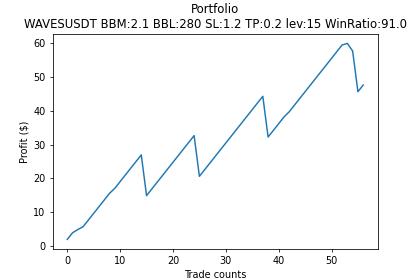 Portfolio
WAVESUSDT BBM:2.1 BBL:280 SL:1.2 TP:0.2 lev:15 WinRatio:91.0
Profit ($)
60
50
40
30
20
10
0
0 10 20 30 40 50
Trade counts